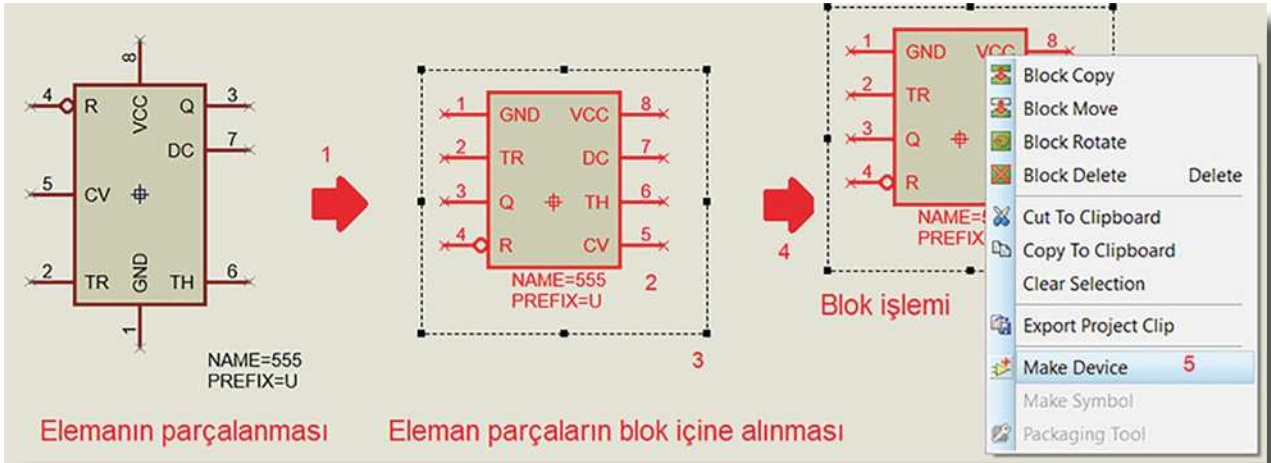 8
4
R
VCC
Q
3
DC
7
5
CV
2
TR
GND
TH
6
1
NAME=555
PREFIX=U
Elemanın parçalanması
1
1
GND
VCC
8
2
TR
DC
7
3
Q
TH
6
4
R
CV
5
NAME=555
PREFIX=U
2
3
Eleman parçaların blok içine alınması
4
1
GND
VCC
8
2
TR
3
Q
4
R
NAME=5
PREFIX
Blok işlemi
Block Copy
Block Move
Block Rotate
Block Delete Delete
Cut To Clipboard
Copy To Clipboard
Clear Selection
Export Project Clip
Make Device 5
Make Symbol
Packaging Tool